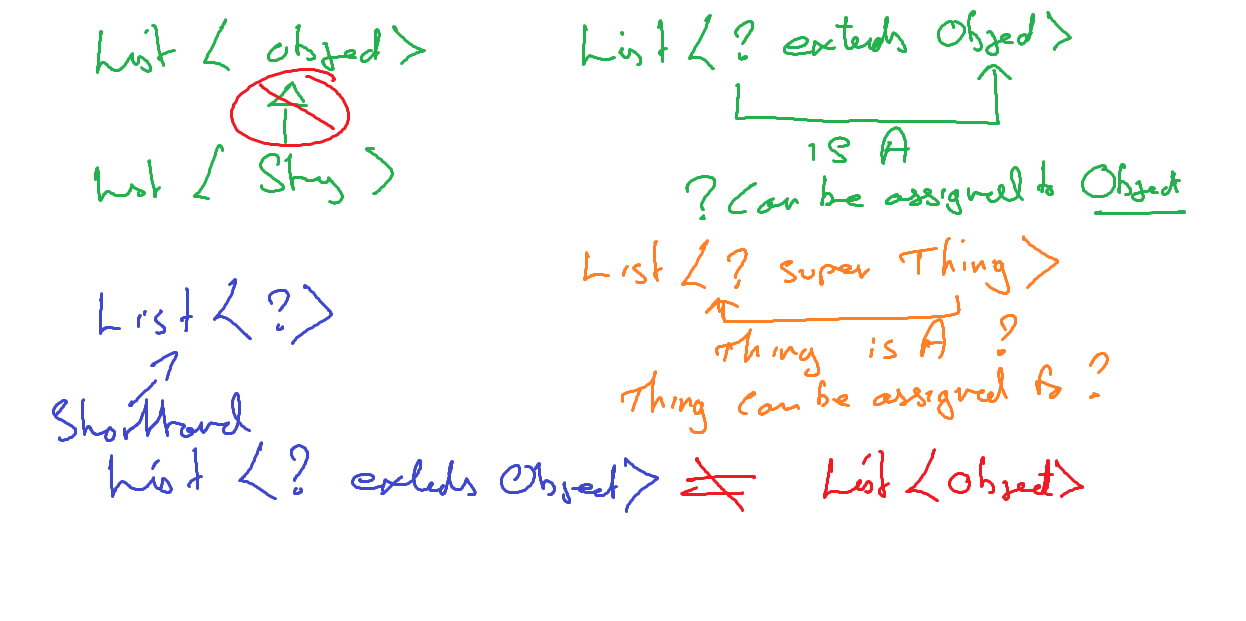 List < object >
List < String >
List < ? extends Object >
is A
? Can be assigned to Object
List < ? super Thing >
Thing is A ?
Thing can be assigned to ?
List < ? >
Shorthand
List < ? extends Object > ≠ List < Object >